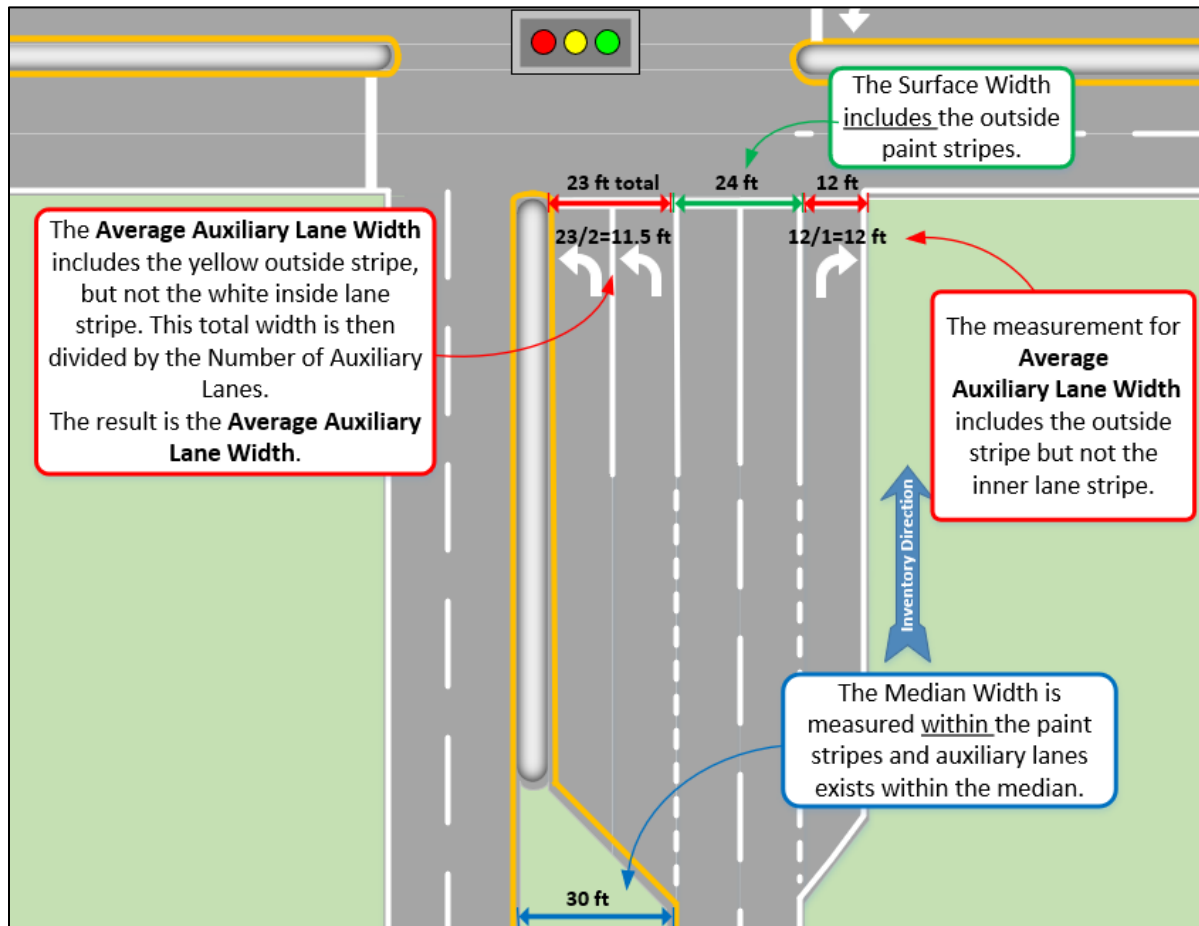 The Surface Width
includes the outside
paint stripes.
23 ft total
24 ft
12 ft
23/2=11.5 ft
12/1=12 ft
The Average Auxiliary Lane Width
includes the yellow outside stripe,
but not the white inside lane
stripe. This total width is then
divided by the Number of Auxiliary
Lanes.
The result is the Average Auxiliary
Lane Width.
The measurement for
Average
Auxiliary Lane Width
includes the outside
stripe but not the
inner lane stripe.
Inventory Direction
The Median Width is
measured within the paint
stripes and auxiliary lanes
exists within the median.
30 ft